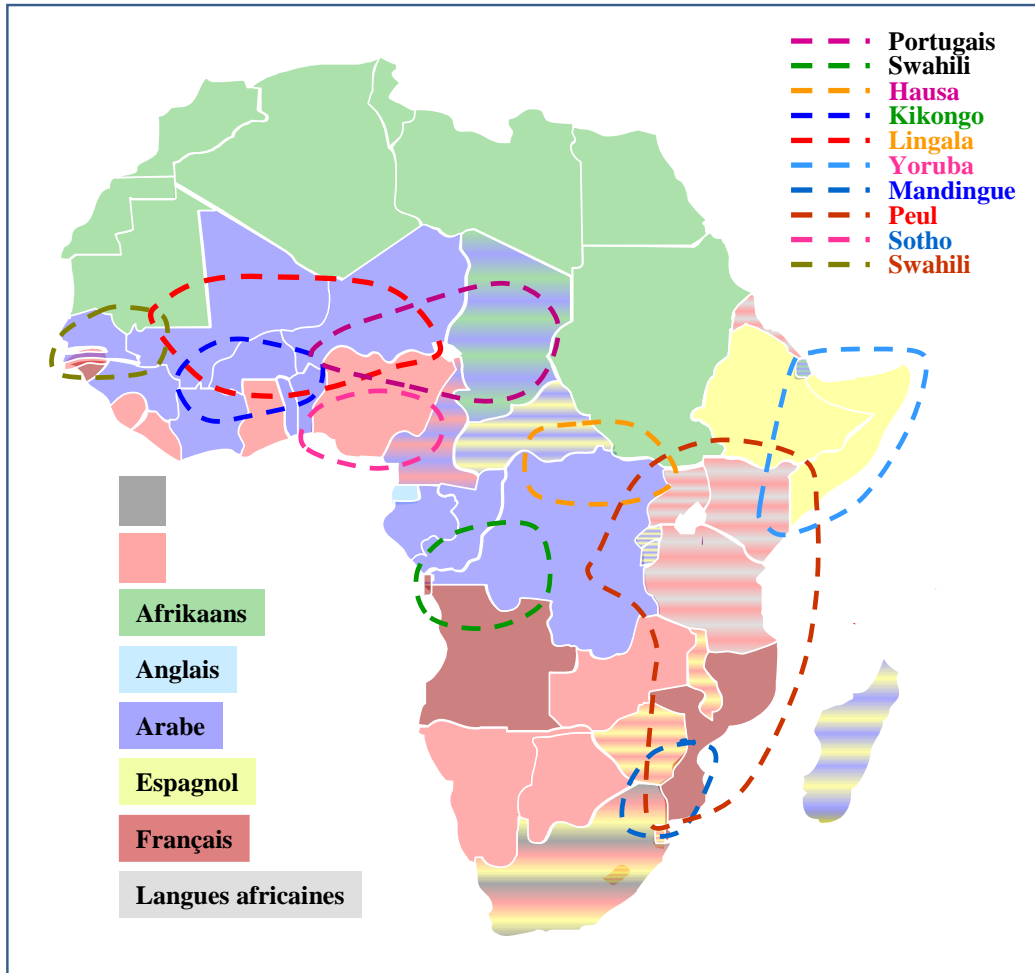 Portugais
Swahili
Hausa
Kikongo
Lingala
Yoruba
Mandingue
Peul
Sotho
Swahili
Afrikaans
Anglais
Arabe
Espagnol
Français
Langues africaines